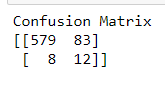 Confusion Matrix
[[579  83]
 [  8  12]]